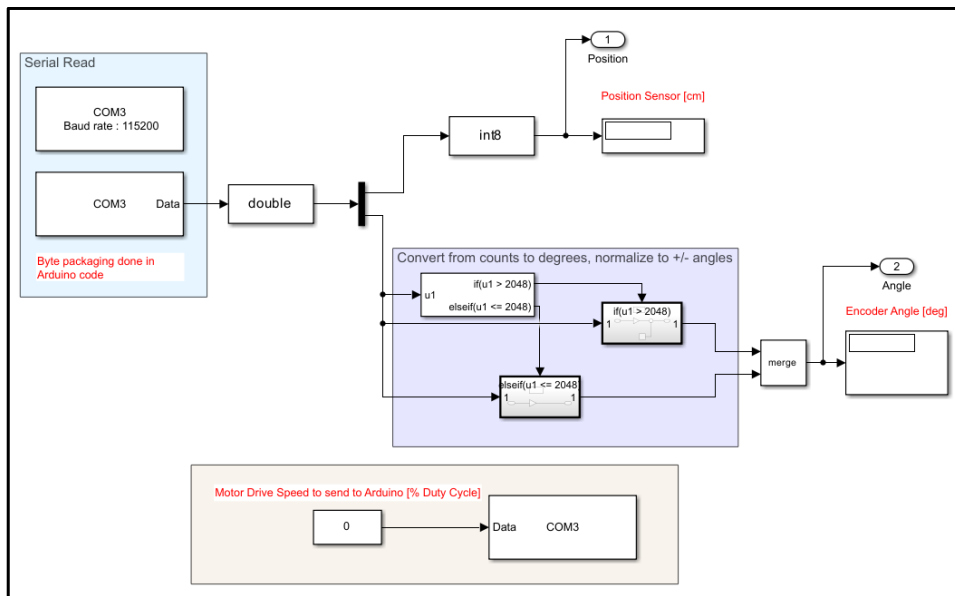 Serial Read
COM3
Baud rate : 115200
COM3
Data
Byte packaging done in
Arduino code
double
int8
1
Position
Position Sensor [cm]
Convert from counts to degrees, normalize to +/- angles
u1
if(u1 > 2048)
elseif(u1 <= 2048)
if(u1 > 2048)
1
1
elseif(u1 <= 2048
1
1
merge
2
Angle
Encoder Angle [deg]
Motor Drive Speed to send to Arduino [% Duty Cycle]
0
Data
COM3